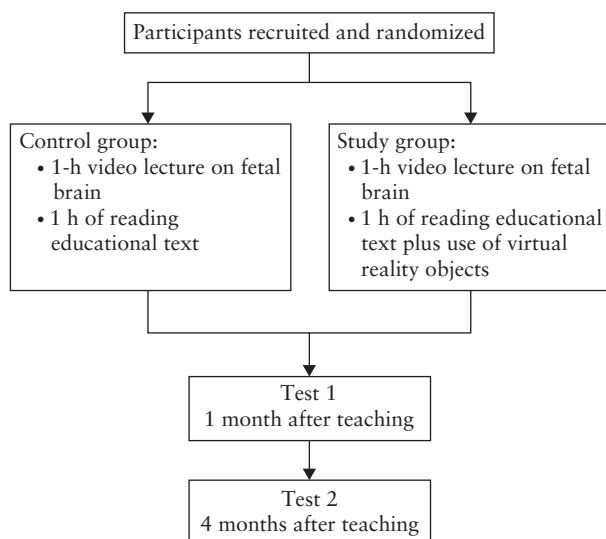 Participants recruited and randomized
Control group:
• 1-h video lecture on fetal
brain
• 1 h of reading
educational text
Study group:
• 1-h video lecture on fetal
brain
• 1 h of reading educational
text plus use of virtual
reality objects
Test 1
1 month after teaching
Test 2
4 months after teaching